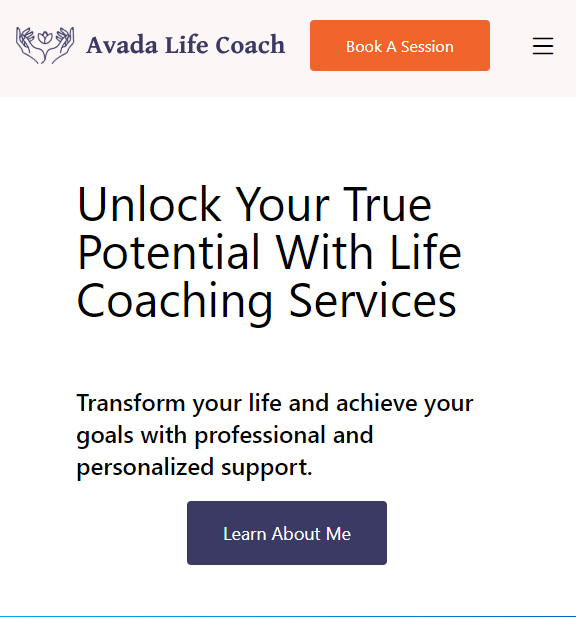 Avada Life Coach
Book A Session
Unlock Your True
Potential With Life
Coaching Services
Transform your life and achieve your
goals with professional and
personalized support.
Learn About Me